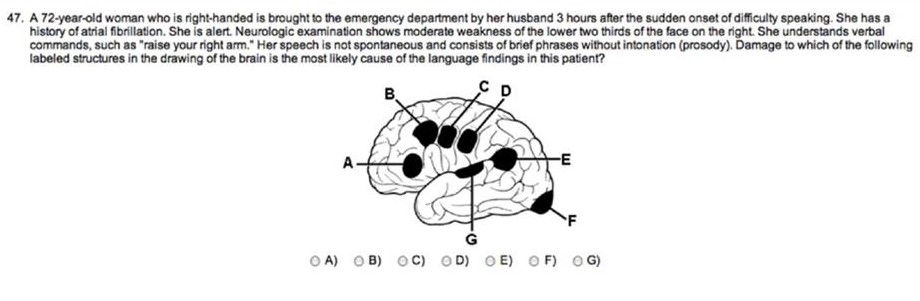 47. A 72-year-old woman who is right-handed is brought to the emergency department by her husband 3 hours after the sudden onset of difficulty speaking. She has a
history of atrial fibrillation. She is alert. Neurologic examination shows moderate weakness of the lower two thirds of the face on the right. She understands verbal
commands, such as "raise your right arm." Her speech is not spontaneous and consists of brief phrases without intonation (prosody). Damage to which of the following
labeled structures in the drawing of the brain is the most likely cause of the language findings in this patient?
C D
B
A
E
F
G
A) B) C) D) E) F) G)